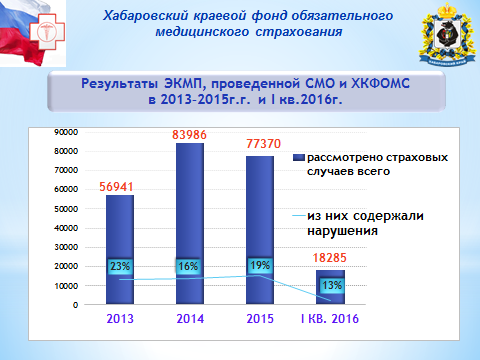 Хабаровский краевой фонд обязательного
медицинского страхования
Результаты ЭКМП, проведенной СМО и ХКФОМС
в 2013-2015г.г. и I кв.2016г.
90000
80000
70000
60000
50000
40000
30000
20000
10000
0
56941
83986
77370
18285
23%
16%
19%
13%
рассмотрено страховых
случаев всего
из них содержали
нарушения
2013
2014
2015
I КВ. 2016